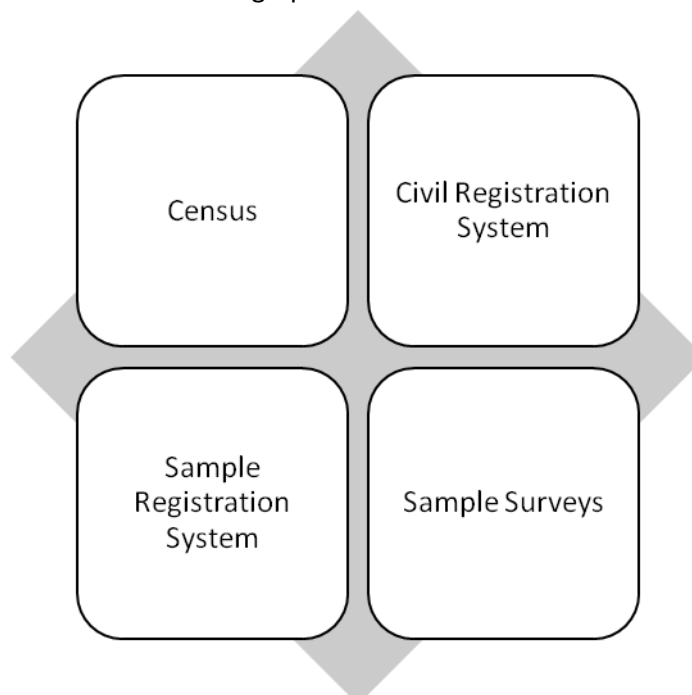 Census
Civil Registration
System
Sample
Registration
System
Sample Surveys